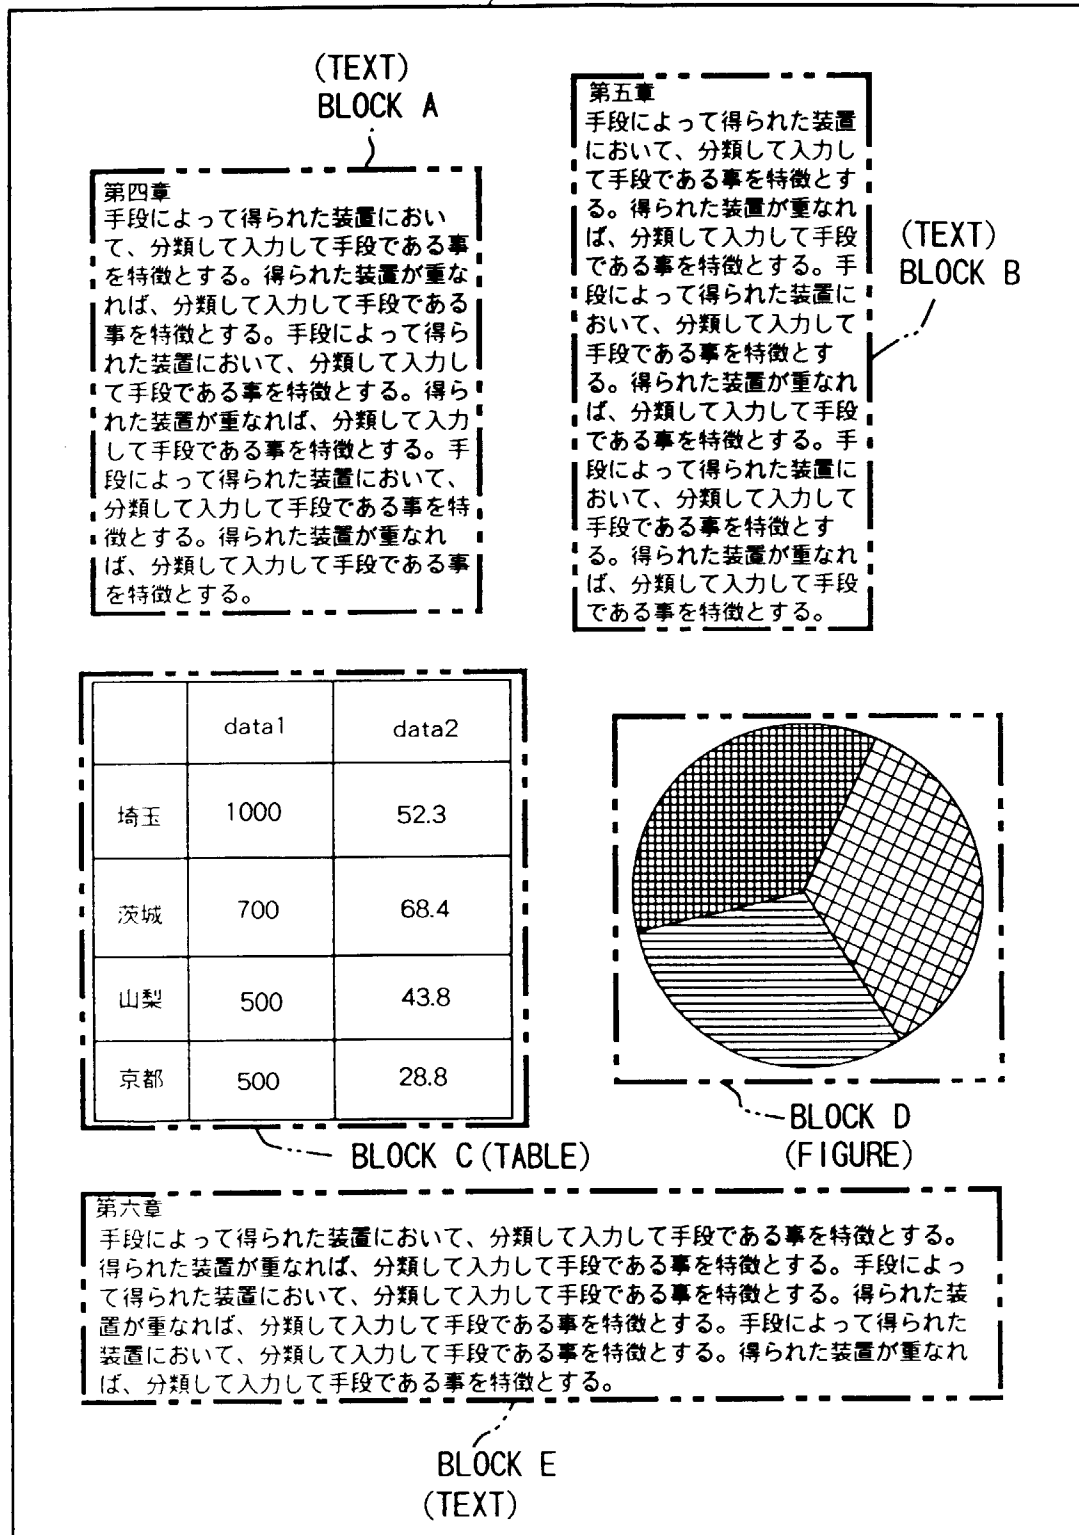 (TEXT)
BLOCK A
第四章
手段によって得られた装置におい
て、分類して入力して手段である事
を特徴とする。得られた装置が重な
れば、分類して入力して手段である
事を特徴とする。手段によって得ら
れた装置において、分類して入力し
て手段である事を特徴とする。得ら
れた装置が重なれば、分類して入力
して手段である事を特徴とする。手
段によって得られた装置において、
分類して入力して手段である事を特
徴とする。得られた装置が重なれ
ば、分類して入力して手段である事
を特徴とする。
第五章
手段によって得られた装置
において、分類して入力し
て手段である事を特徴とす
る。得られた装置が重なれ
ば、分類して入力して手段
である事を特徴とする。手
段によって得られた装置に
おいて、分類して入力して
手段である事を特徴とす
る。得られた装置が重なれ
ば、分類して入力して手段
である事を特徴とする。手
段によって得られた装置に
おいて、分類して入力して
手段である事を特徴とす
る。得られた装置が重なれ
ば、分類して入力して手段
である事を特徴とする。
(TEXT)
BLOCK B
data1 data2
埼玉 1000 52.3
茨城 700 68.4
山梨 500 43.8
京都 500 28.8
BLOCK C (TABLE)
BLOCK D
(FIGURE)
第六章
手段によって得られた装置において、分類して入力して手段である事を特徴とする。
得られた装置が重なれば、分類して入力して手段である事を特徴とする。手段によっ
て得られた装置において、分類して入力して手段である事を特徴とする。得られた装
置が重なれば、分類して入力して手段である事を特徴とする。手段によって得られた
装置において、分類して入力して手段である事を特徴とする。得られた装置が重なれ
ば、分類して入力して手段である事を特徴とする。
BLOCK E
(TEXT)